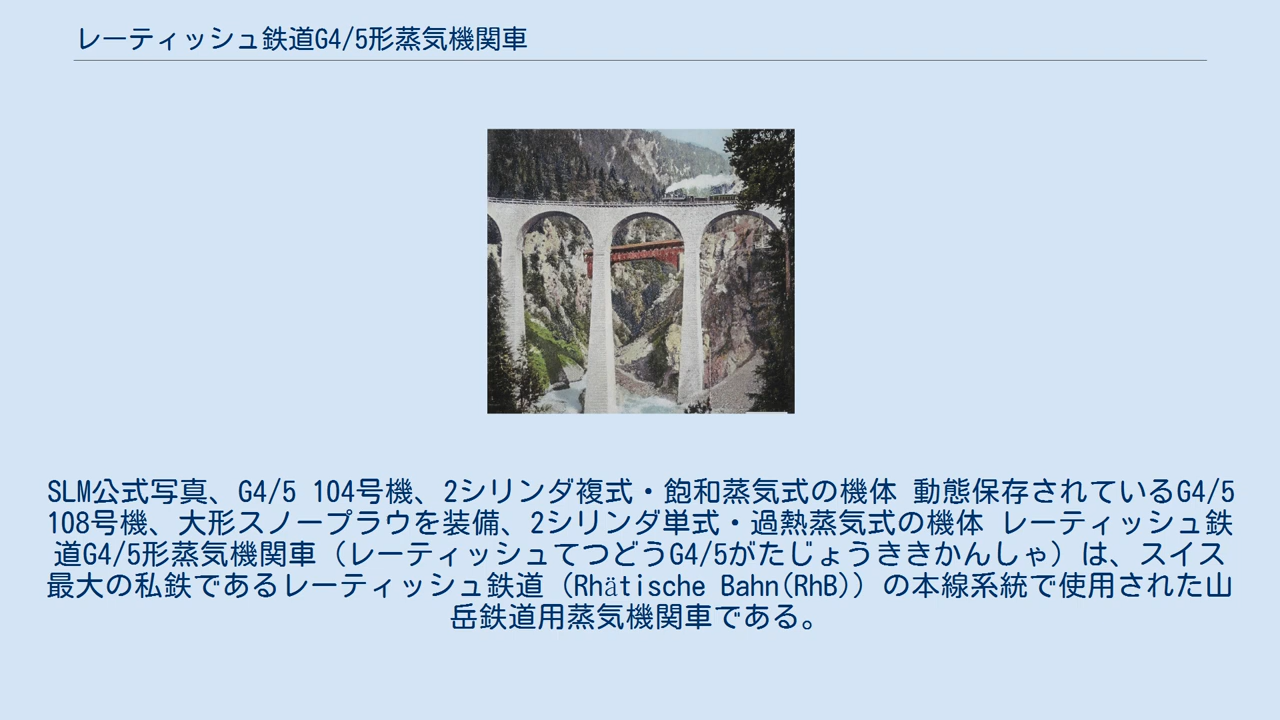 レーティッシュ鉄道G4/5形蒸気機関車
SLM公式写真、G4/5 104号機、2シリンダ複式・飽和蒸気式の機体 動態保存されているG4/5
108号機、大形スノープラウを装備、2シリンダ単式・過熱蒸気式の機体 レーティッシュ鉄
道G4/5形蒸気機関車（レーティッシュてつどうG4/5がたじょうききかんしゃ）は、スイス
最大の私鉄であるレーティッシュ鉄道（Rhätische Bahn(RhB)）の本線系統で使用された山
岳鉄道用蒸気機関車である。